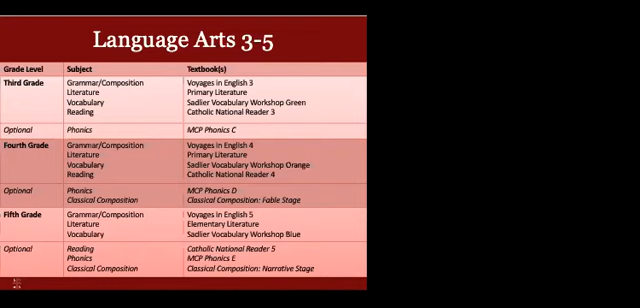 Language Arts 3-5
Grade Level Subject Textbook(s)
Third Grade Grammar/Composition Voyages in English 3
Literature Primary Literature
Vocabulary Sadlier Vocabulary Workshop Green
Reading Catholic National Reader 3
Optional Phonics MCP Phonics C
Fourth Grade Grammar/Composition Voyages in English 4
Literature Primary Literature
Vocabulary Sadlier Vocabulary Workshop Orange
Reading Catholic National Reader 4
Optional Phonics MCP Phonics D
Classical Composition Classical Composition: Fable Stage
Fifth Grade Grammar/Composition Voyages in English 5
Literature Elementary Literature
Vocabulary Sadlier Vocabulary Workshop Blue
Optional Reading Catholic National Reader 5
Phonics MCP Phonics E
Classical Composition Classical Composition: Narrative Stage